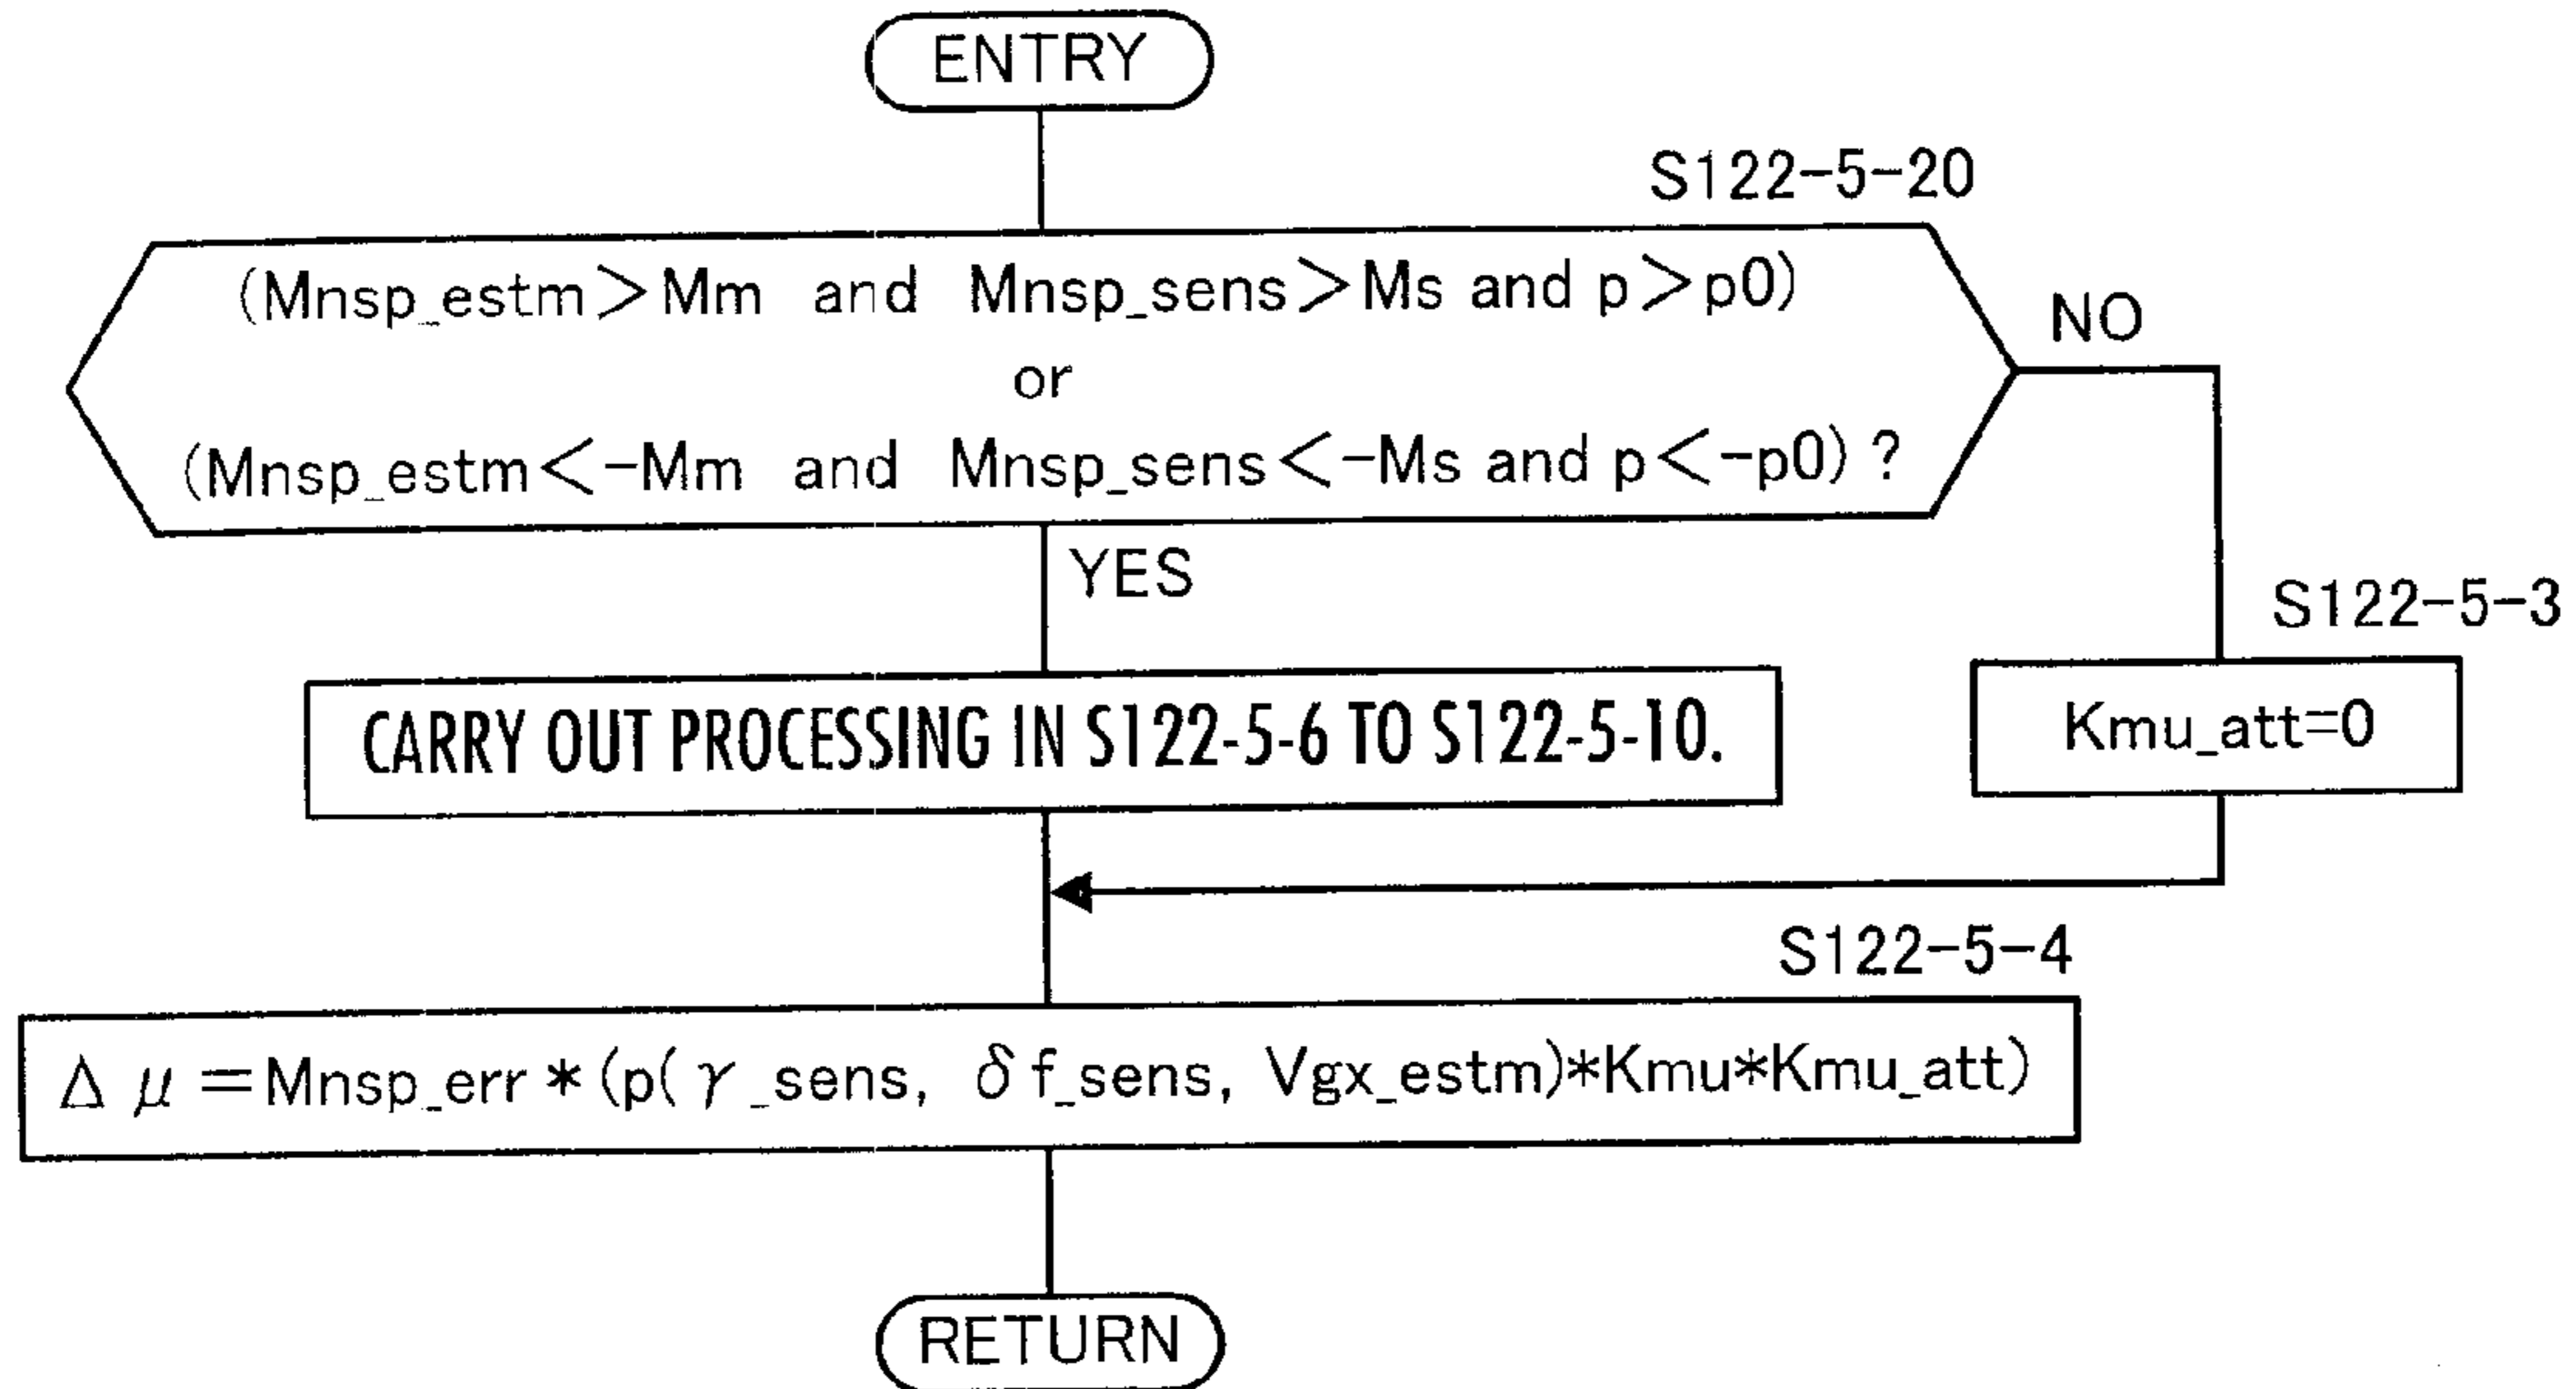 ENTRY
S122-5-20
(Mnsp_estm>Mm and Mnsp_sens>Ms and p>p0)
or
(Mnsp_estm<-Mm and Mnsp_sens<-Ms and p<-p0) ?
NO
YES
S122-5-3
CARRY OUT PROCESSING IN S122-5-6 TO S122-5-10.
Kmu_att=0
S122-5-4
Δμ=Mnsp_err*(p(γ_sens, δf_sens, Vgx_estm)*Kmu*Kmu_att)
RETURN